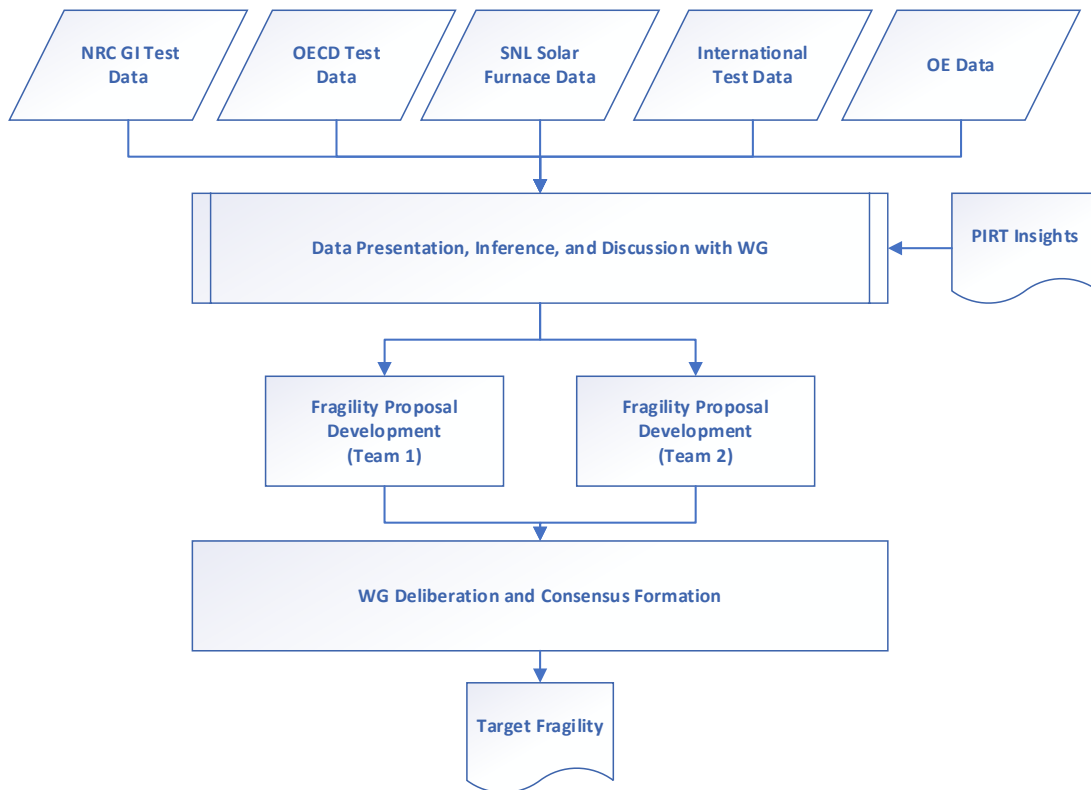 NRC GI Test
Data
OECD Test
Data
SNL Solar
Furnace Data
International
Test Data
OE Data
Data Presentation, Inference, and Discussion with WG
PIRT Insights
Fragility Proposal
Development
(Team 1)
Fragility Proposal
Development
(Team 2)
WG Deliberation and Consensus Formation
Target Fragility